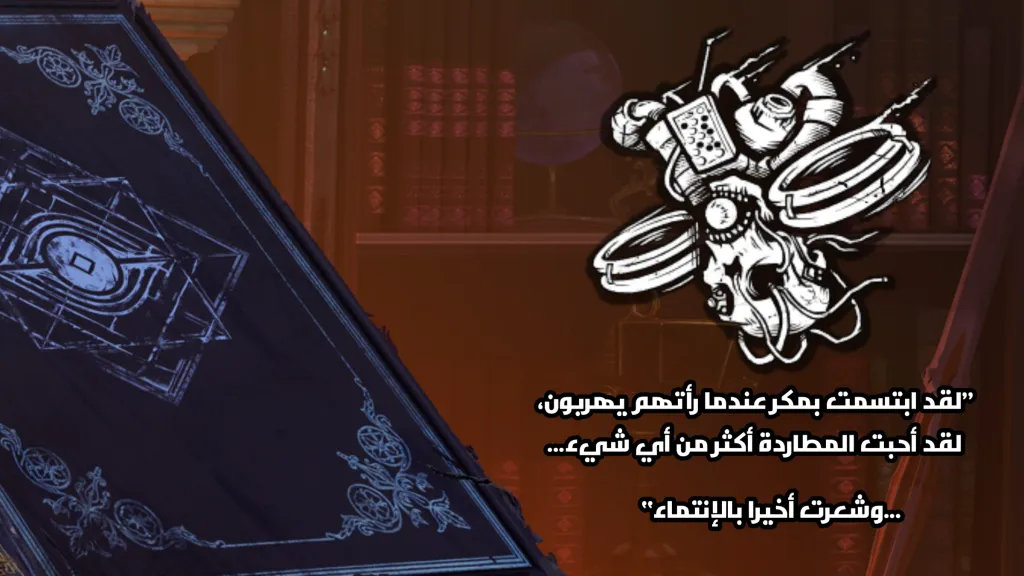 ”لقد ابتسمت بمكر عندما رأتهم يهربون،
لقد أحبت المطاردة أكثر من أي شيء...
...وشعرت أخيرا بالإنتماء“